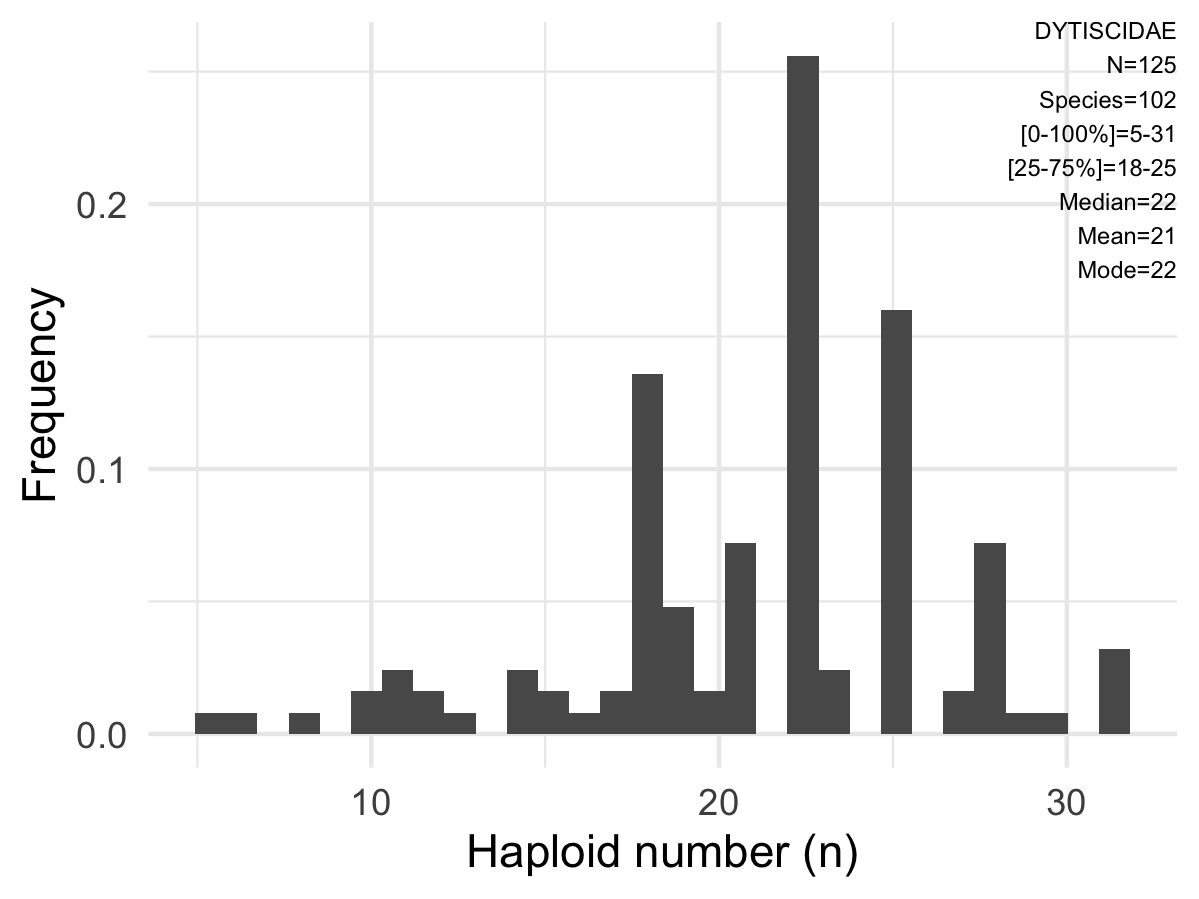 DYTISCIDAE
N=125
Species=102
[0-100%]=5-31
[25-75%]=18-25
Median=22
Mean=21
Mode=22
Frequency
0.2
0.1
0.0
10 20 30
Haploid number (n)